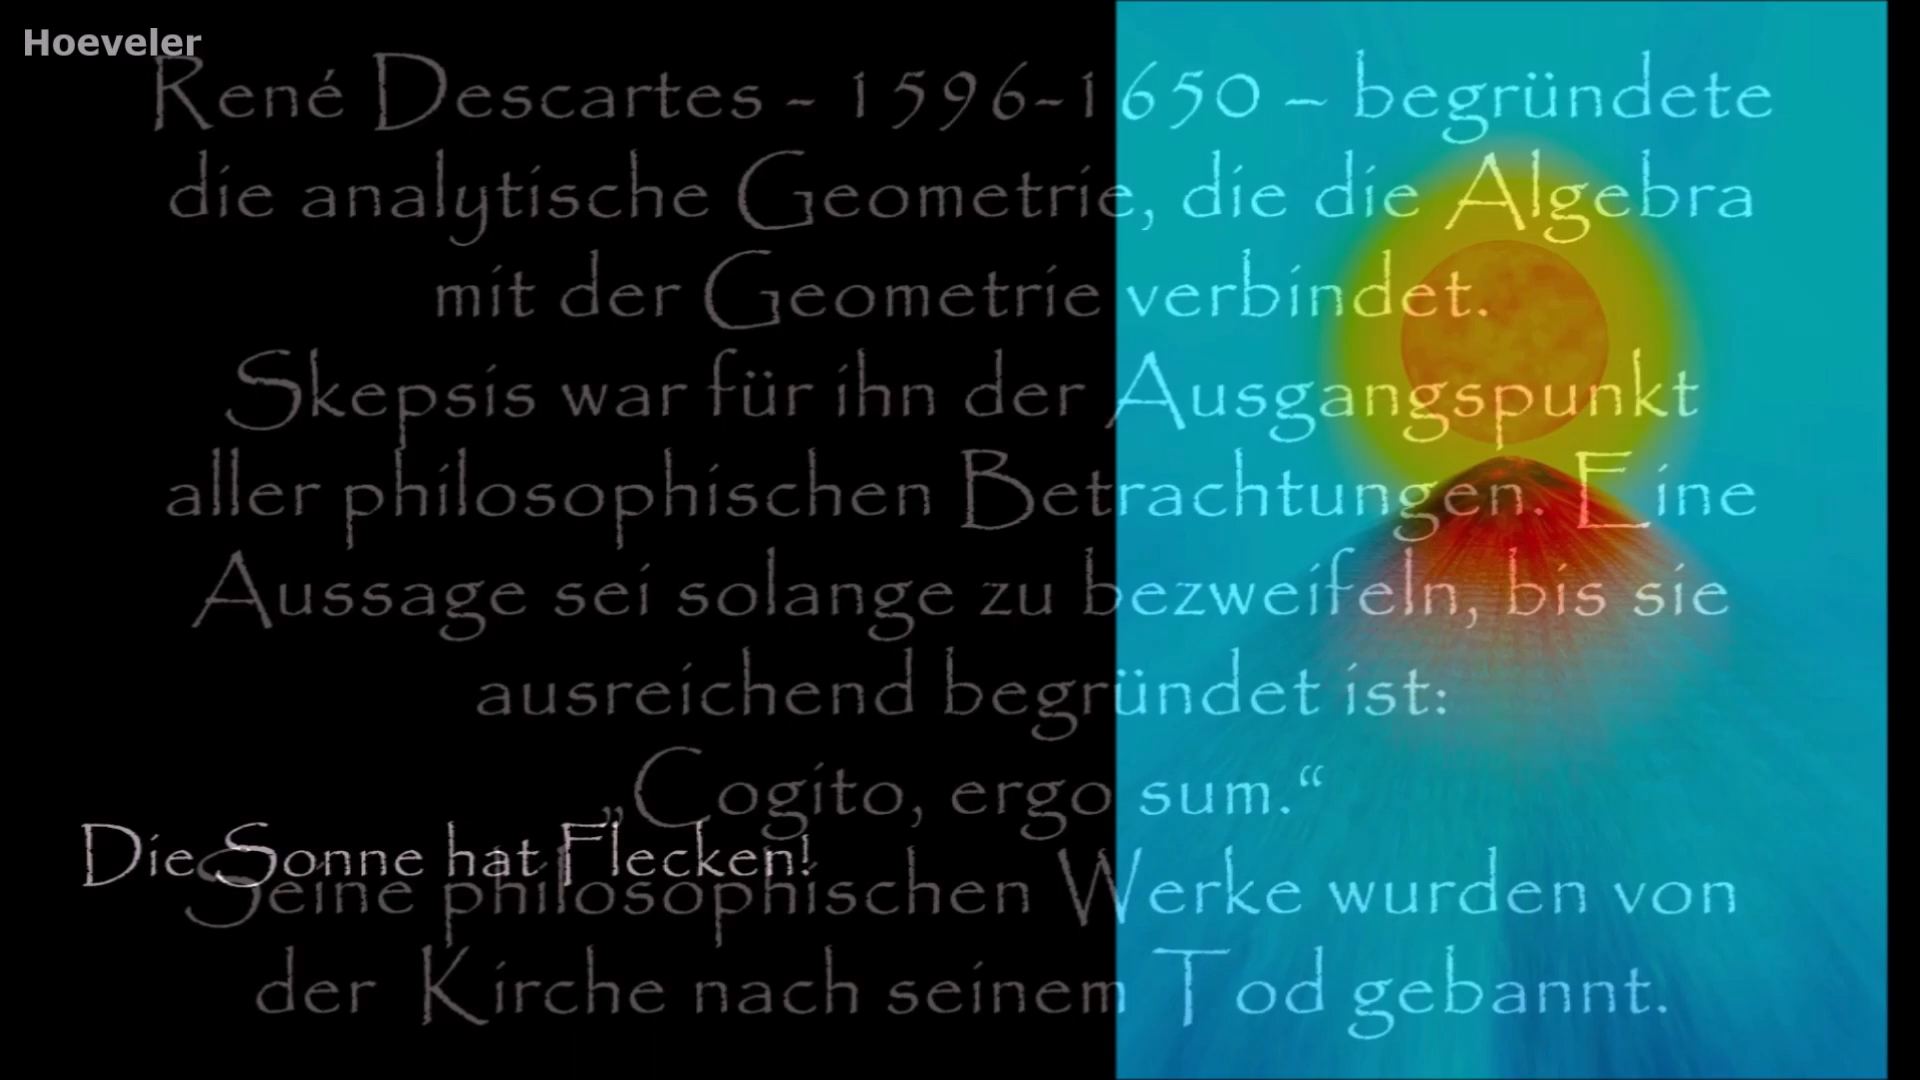 Hoeveler
René Descartes - 1596-1650 – begründete
die analytische Geometrie, die die Algebra
mit der Geometrie verbindet.
Skepsis war für ihn der Ausgangspunkt
aller philosophischen Betrachtungen. Eine
Aussage sei solange zu bezweifeln, bis sie
ausreichend begründet ist:
„Cogito, ergo sum.“
Die Sonne hat Flecken!
Seine philosophischen Werke wurden von
der Kirche nach seinem Tod gebannt.